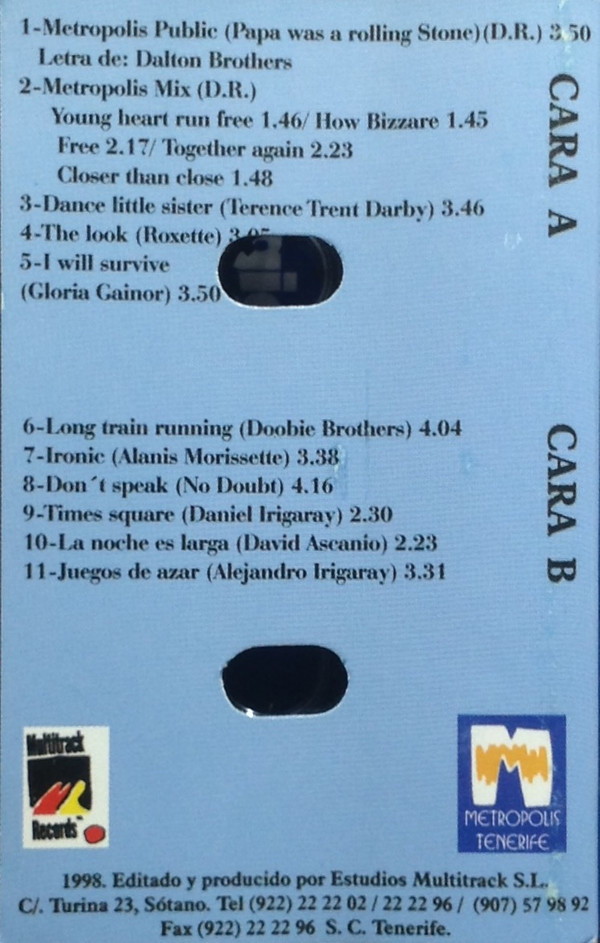 1-Metropolis Public (Papa was a rolling Stone)(D.R.) 3.50
Letra de: Dalton Brothers
2-Metropolis Mix (D.R.)
Young heart run free 1.46/ How Bizzare 1.45
Free 2.17/ Together again 2.23
Closer than close 1.48
3-Dance little sister (Terence Trent Darby) 3.46
4-The look (Roxette)
5-I will survive
(Gloria Gainor) 3.50
CARA A
6-Long train running (Doobie Brothers) 4.04
7-Ironic (Alanis Morissette) 3.38
8-Don´t speak (No Doubt) 4.16
9-Times square (Daniel Irigaray) 2.30
10-La noche es larga (David Ascanio) 2.23
11-Juegos de azar (Alejandro Irigaray) 3.31
CARA B
Multitrack
Records
METROPOLIS
TENERIFE
1998. Editado y producido por Estudios Multitrack S.L.
C/. Turina 23, Sótano. Tel (922) 22 22 02 / 22 22 96 / (907) 57 98 92
Fax (922) 22 22 96 S. C. Tenerife.